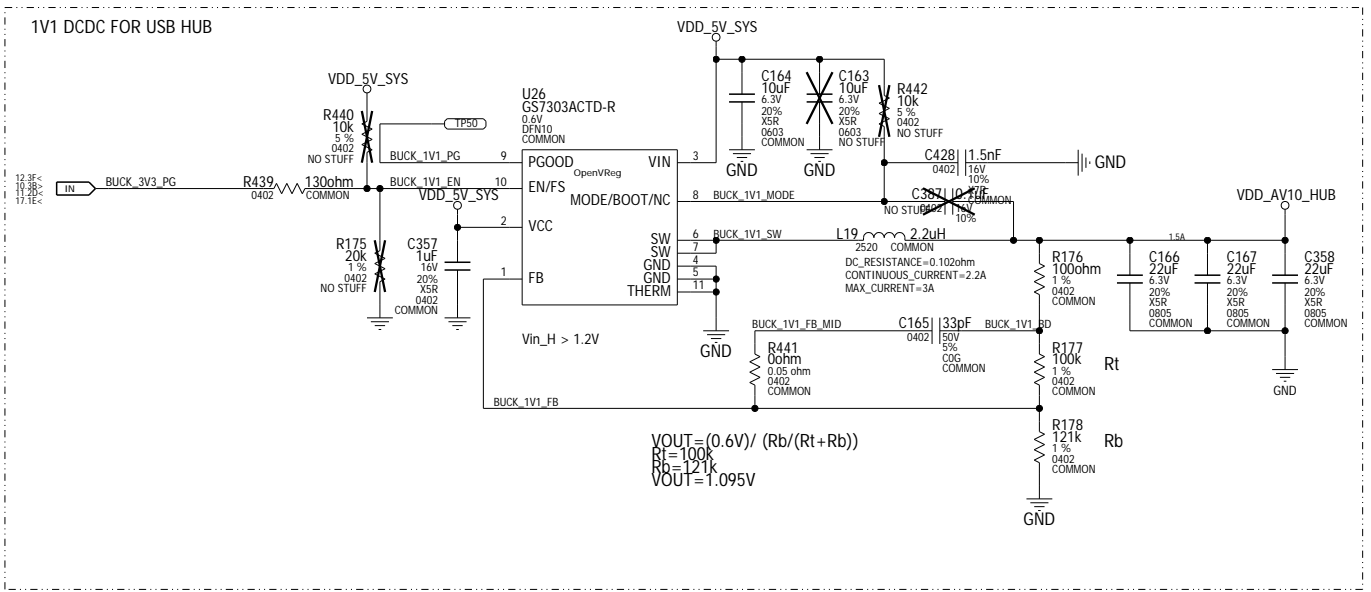 1V1 DCDC FOR USB HUB
VDD_5V_SYS
VDD_5V_SYS
R440
10k
5 %
0402
NO STUFF
TP50
U26
GS7303ACTD-R
0.6V
DFN10
COMMON
C164
10uF
6.3V
20%
X5R
0603
COMMON
GND
C163
10uF
6.3V
20%
X5R
0603
NO STUFF
GND
R442
10k
5 %
0402
NO STUFF
BUCK_1V1_PG
9
PGOOD
OpenVReg
VIN
3
C428
0402
1.5nF
16V
10%
X7R
COMMON
GND
12.3F<
10.3B>
11.2D<
17.1E<
IN
BUCK_3V3_PG
R439
0402
130ohm
COMMON
BUCK_1V1_EN
10
EN/FS
MODE/BOOT/NC
8
BUCK_1V1_MODE
C387
NO STUFF
0402
16V
10%
VDD_5V_SYS
2
VCC
VDD_AV10_HUB
R175
20k
1 %
0402
NO STUFF
C357
1uF
16V
20%
X5R
0402
COMMON
1
FB
SW
6
BUCK_1V1_SW
SW
7
GND
4
GND
5
THERM
11
GND
L19
2520
2.2uH
COMMON
DC_RESISTANCE=0.102ohm
CONTINUOUS_CURRENT=2.2A
MAX_CURRENT=3A
1.5A
R176
100ohm
1 %
0402
COMMON
C166
22uF
6.3V
20%
X5R
0805
COMMON
C167
22uF
6.3V
20%
X5R
0805
COMMON
C358
22uF
6.3V
20%
X5R
0805
COMMON
GND
Vin_H > 1.2V
BUCK_1V1_FB_MID
C165
0402
33pF
50V
5%
C0G
COMMON
BUCK_1V1_BD
R441
0ohm
0.05 ohm
0402
COMMON
R177
100k
1 %
0402
COMMON
Rt
BUCK_1V1_FB
R178
121k
1 %
0402
COMMON
Rb
GND
VOUT=(0.6V)/ (Rb/(Rt+Rb))
Rt=100k
Rb=121k
VOUT=1.095V